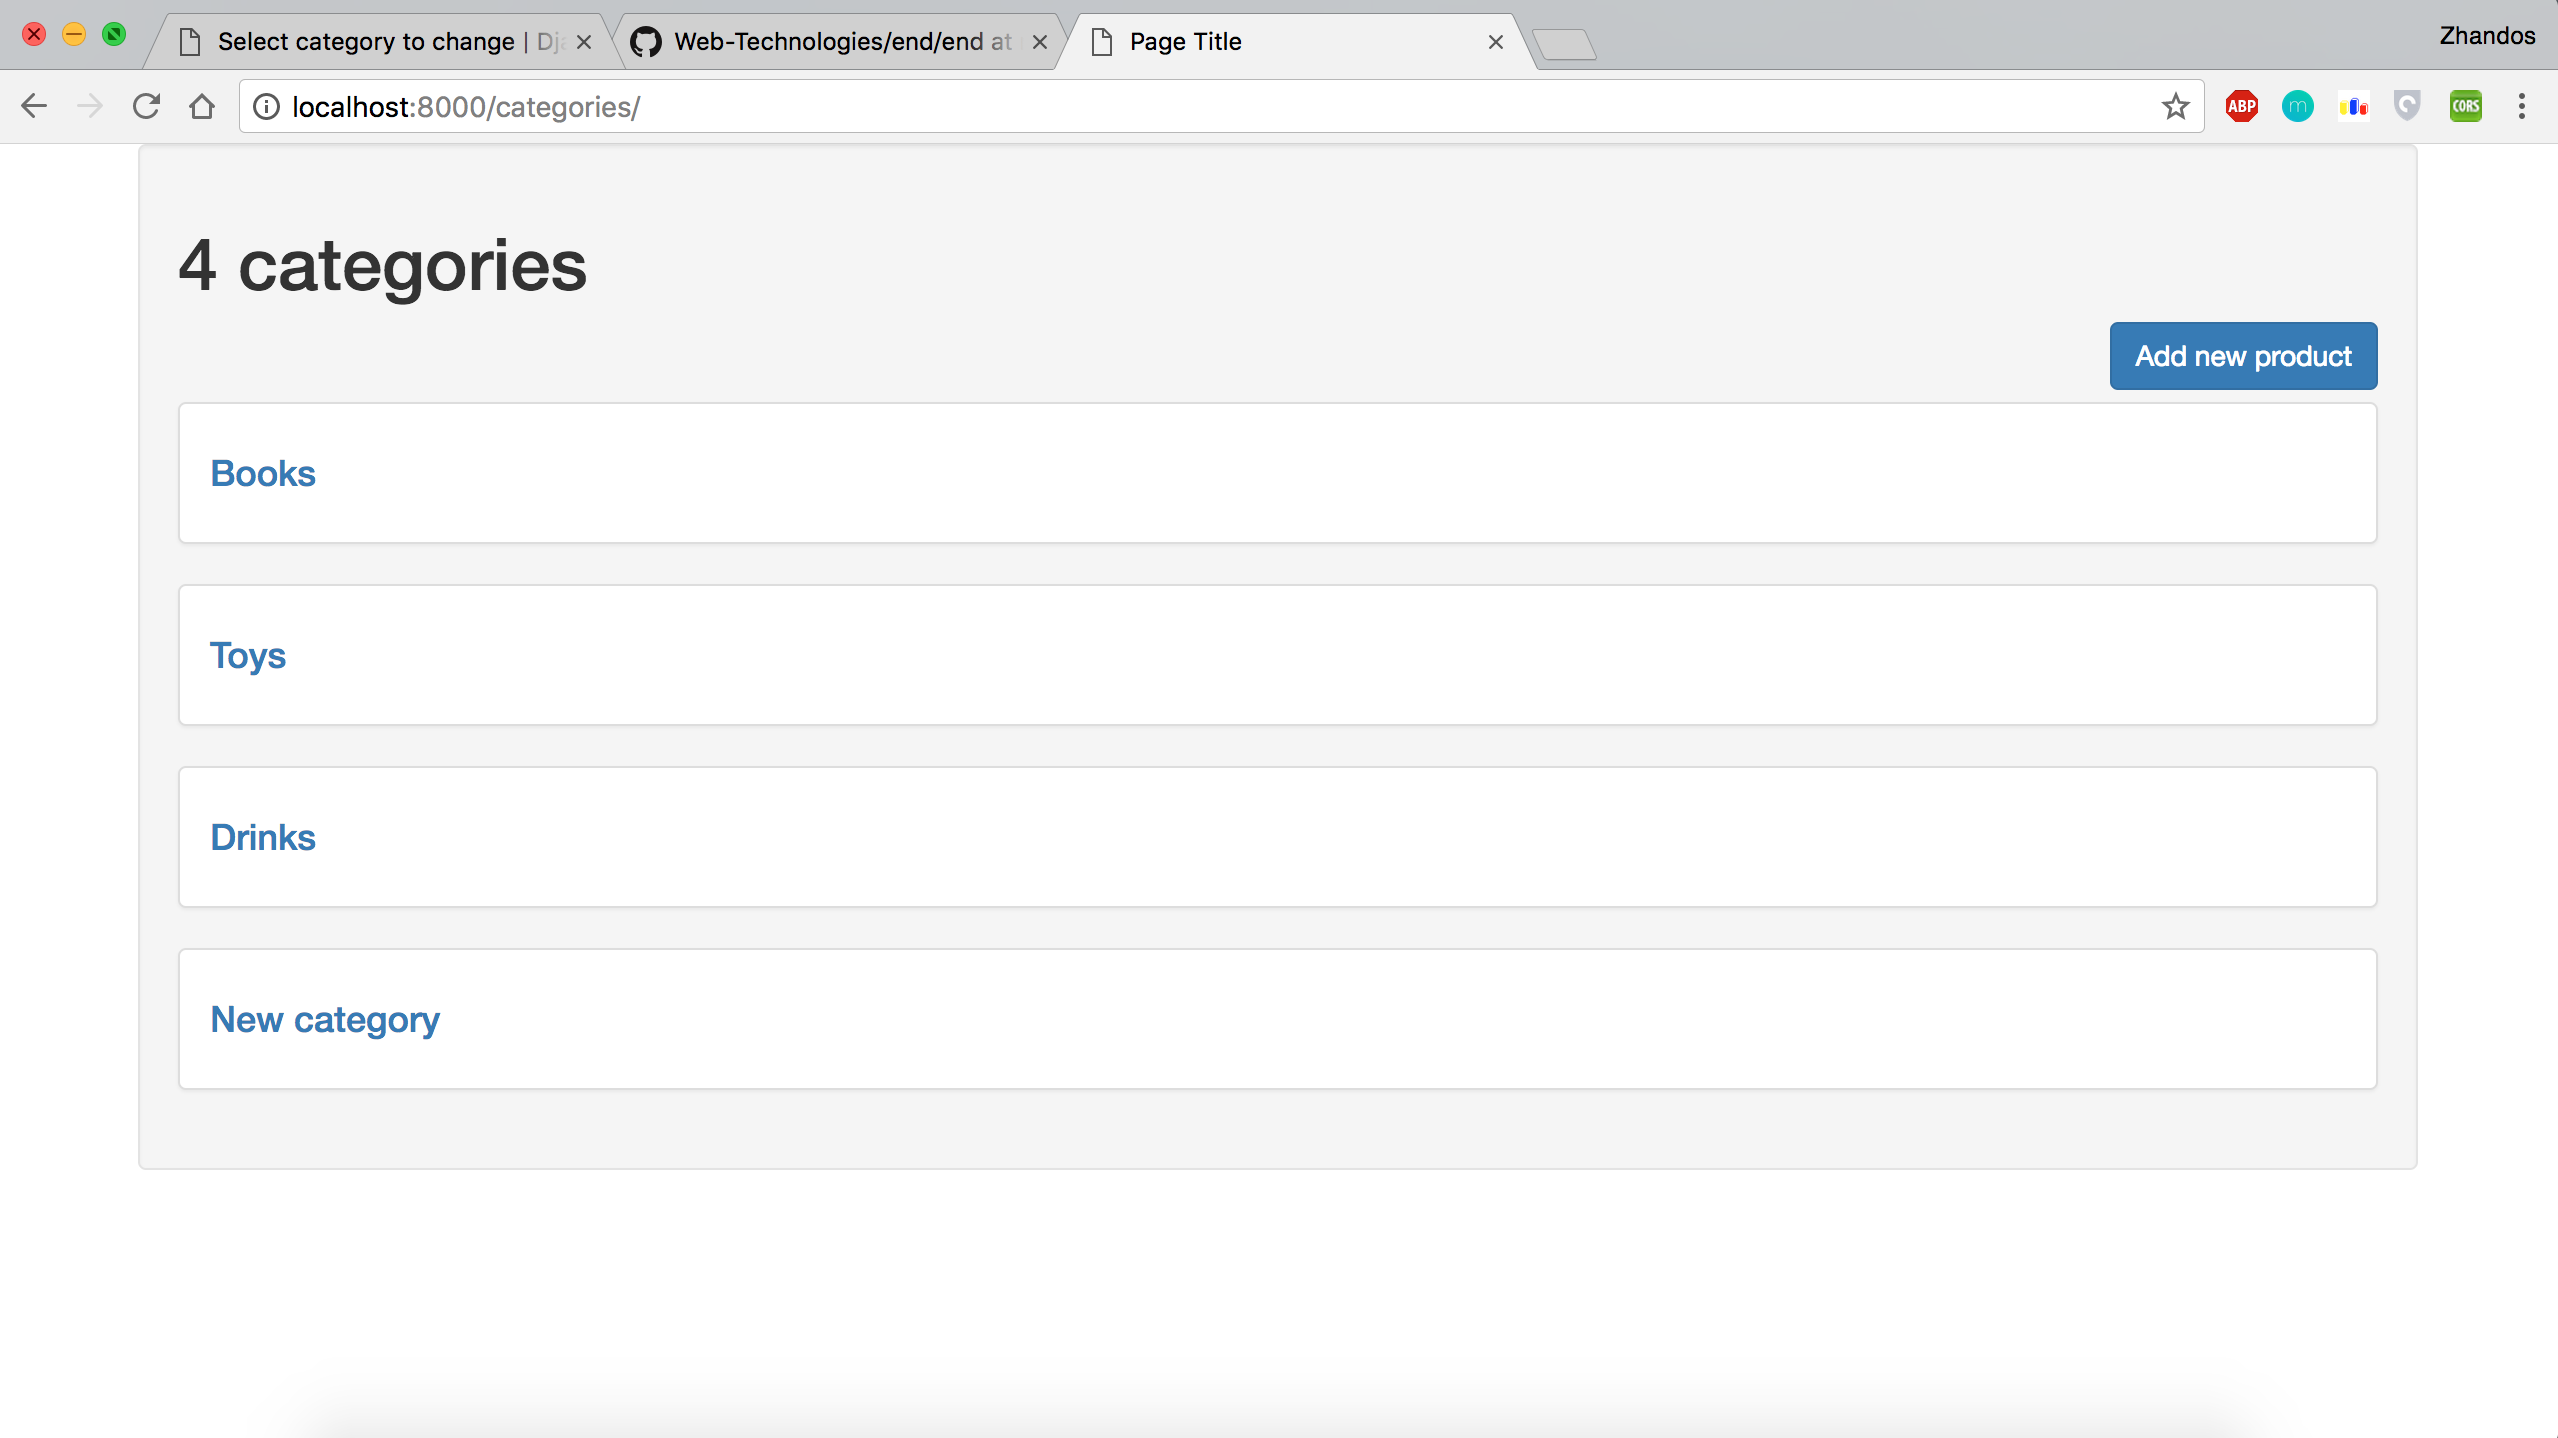 Select category to change | Dja
Web-Technologies/end/end at
Page Title
Zhandos
localhost:8000/categories/
ABP
m
CORS
4 categories
Add new product
Books
Toys
Drinks
New category